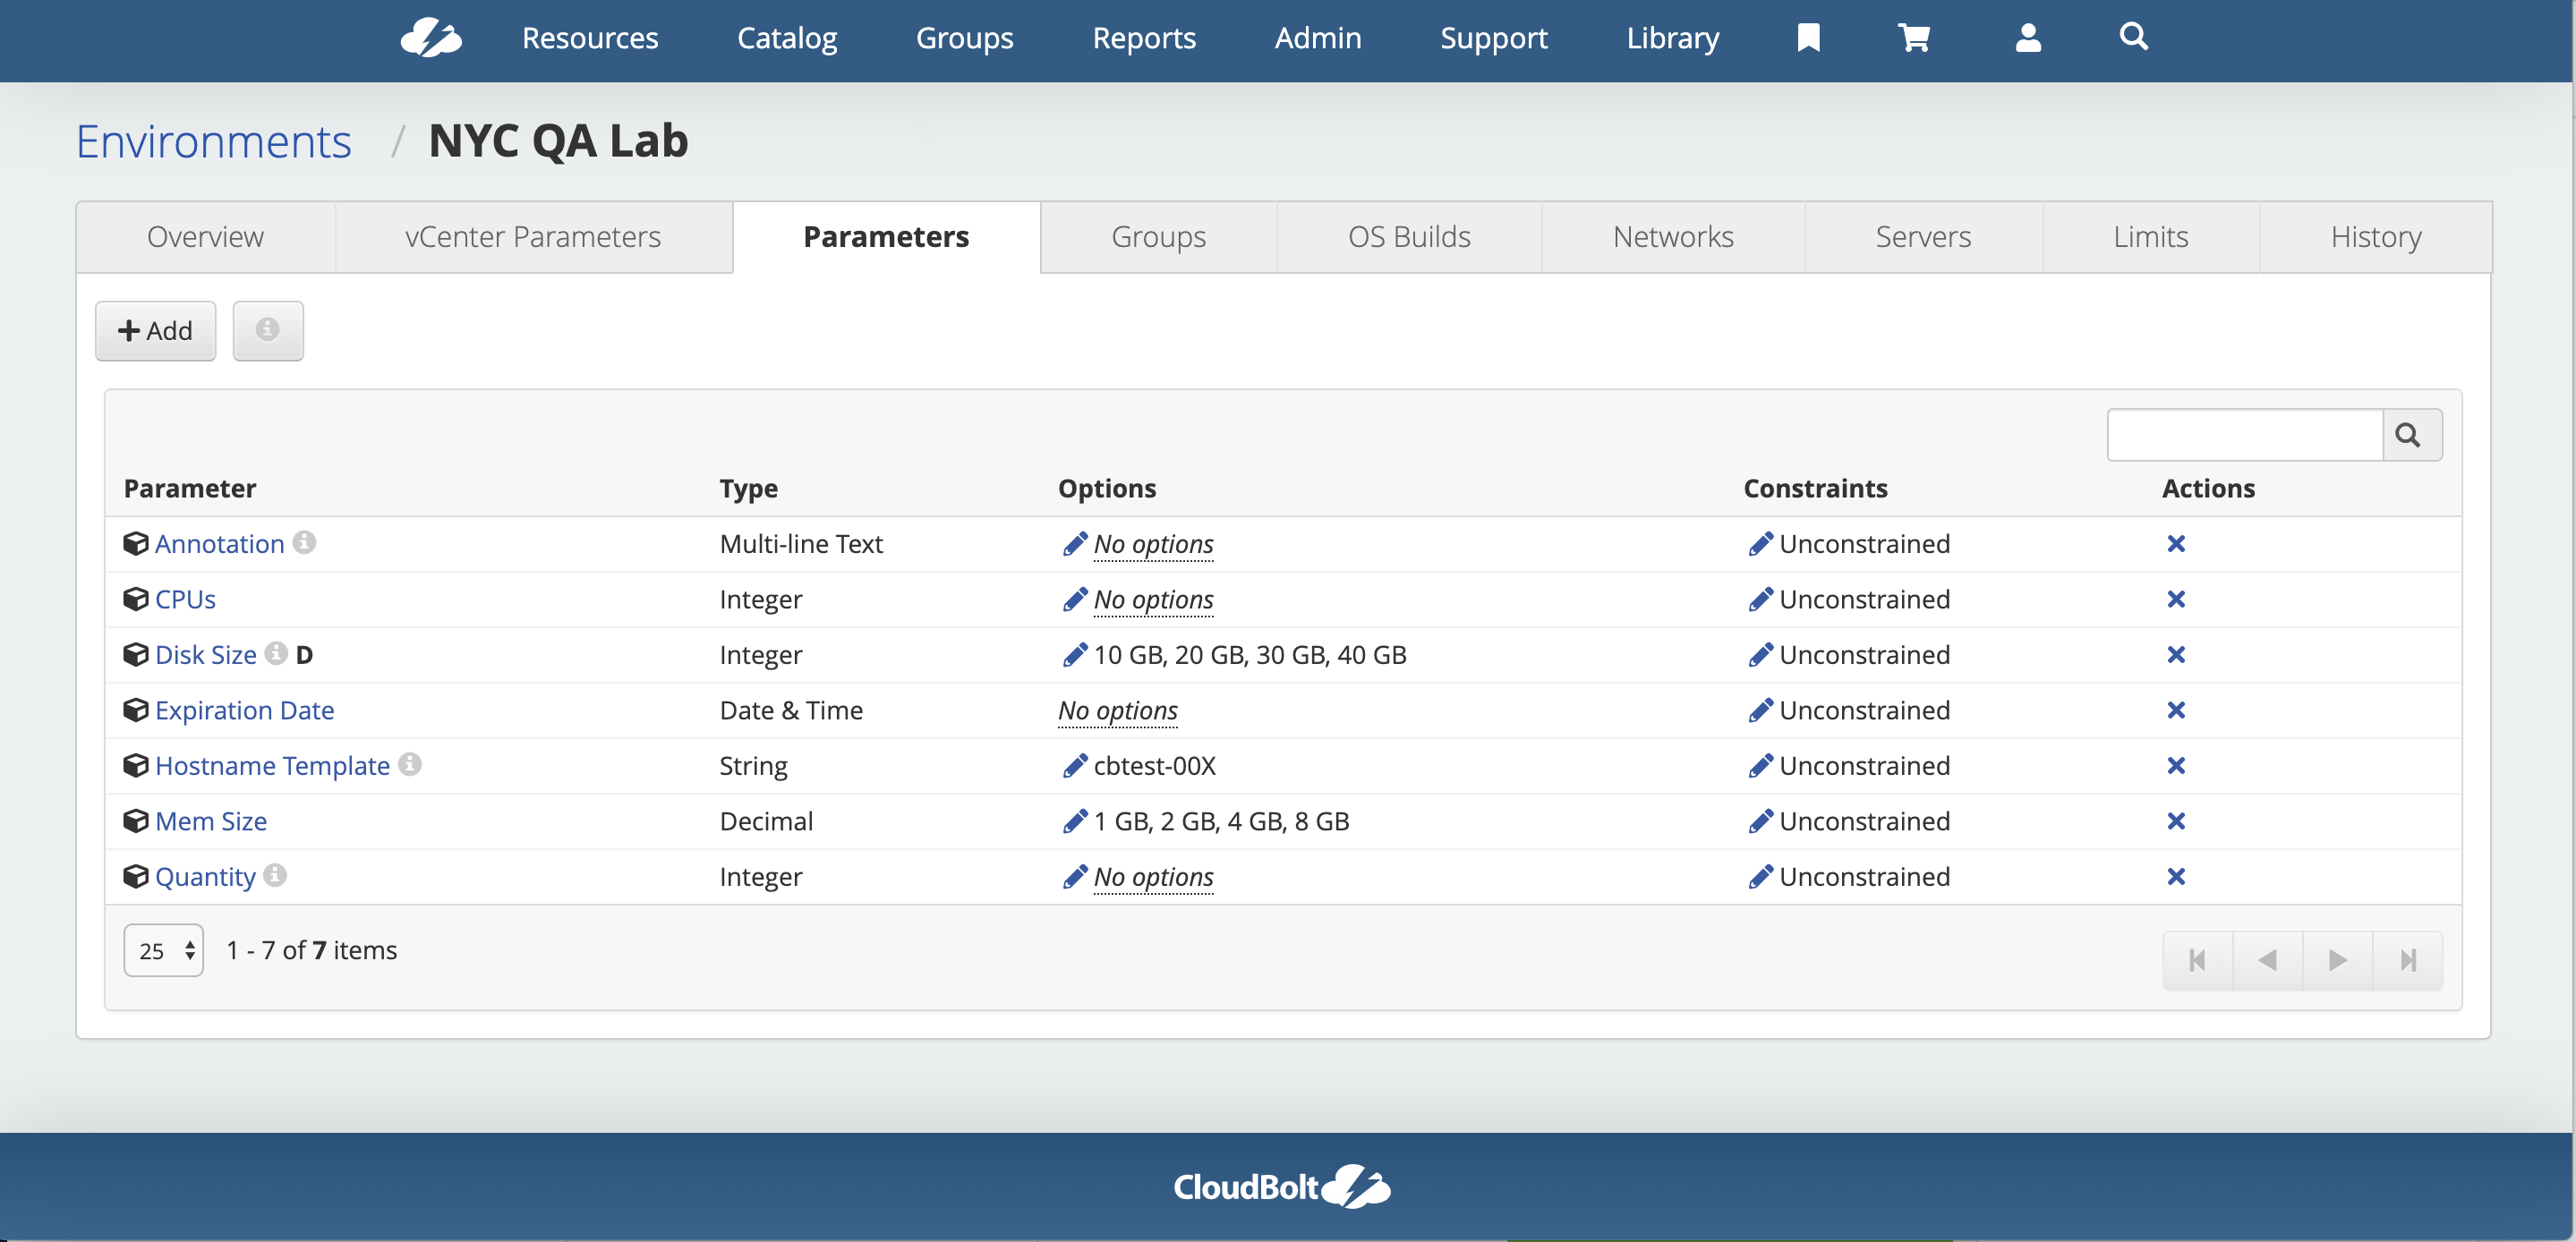 Resources Catalog Groups Reports Admin Support Library
Environments / NYC QA Lab
Overview vCenter Parameters Parameters Groups OS Builds Networks Servers Limits History
Add
Parameter Type Options Constraints Actions
Annotation Multi-line Text No options Unconstrained
CPUs Integer No options Unconstrained
Disk Size D Integer 10 GB, 20 GB, 30 GB, 40 GB Unconstrained
Expiration Date Date & Time No options Unconstrained
Hostname Template String cbtest-00X Unconstrained
Mem Size Decimal 1 GB, 2 GB, 4 GB, 8 GB Unconstrained
Quantity Integer No options Unconstrained
25 1 - 7 of 7 items
CloudBolt